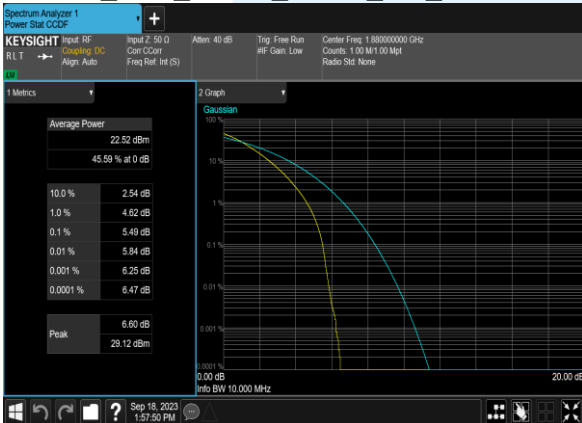 Spectrum Analyzer 1
Power Stat CCDF
+
KEYSIGHT
Input: RF
Input Z: 50 Ω
Atten: 40 dB
Trig: Free Run
Center Freq: 1.880000000 GHz
RLT
Coupling: DC
Corr CCorr
#IF Gain: Low
Counts: 1.00 M/1.00 Mpt
Align: Auto
Freq Ref: Int (S)
Radio Std: None
1 Metrics
2 Graph
Gaussian
Average Power
22.52 dBm
45.59 % at 0 dB
10.0 % 2.54 dB
1.0 % 4.62 dB
0.1 % 5.49 dB
0.01 % 5.84 dB
0.001 % 6.25 dB
0.0001 % 6.47 dB
Peak
6.60 dB
29.12 dBm
100 %
10 %
1 %
0.1 %
0.01 %
0.001 %
0.0001 %
0.00 dB
20.00 dB
Info BW 10.000 MHz
?
Sep 18, 2023
1:57:50 PM